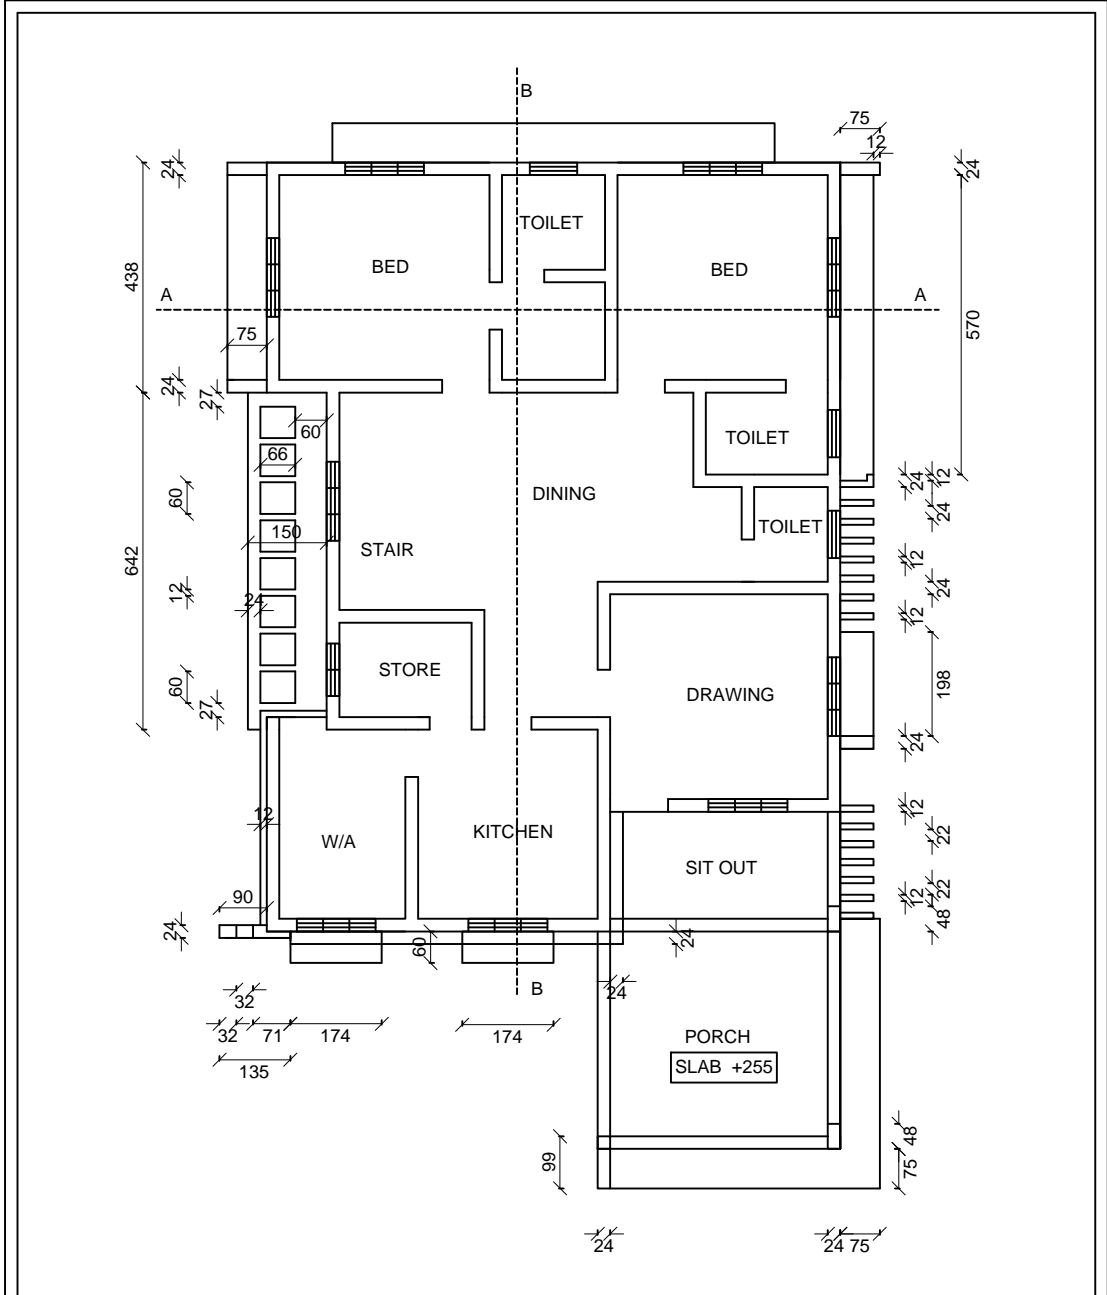 B
75
12
24
24
TOILET
BED
BED
438
A
A
570
75
24
27
60
TOILET
66
24
12
60
DINING
24
TOILET
150
STAIR
642
12
12
24
24
12
STORE
60
198
DRAWING
27
24
12
12
KITCHEN
22
W/A
SIT OUT
90
22
12
48
24
60
24
B
24
32
32
71
174
174
PORCH
135
SLAB +255
48
99
75
24
24
75